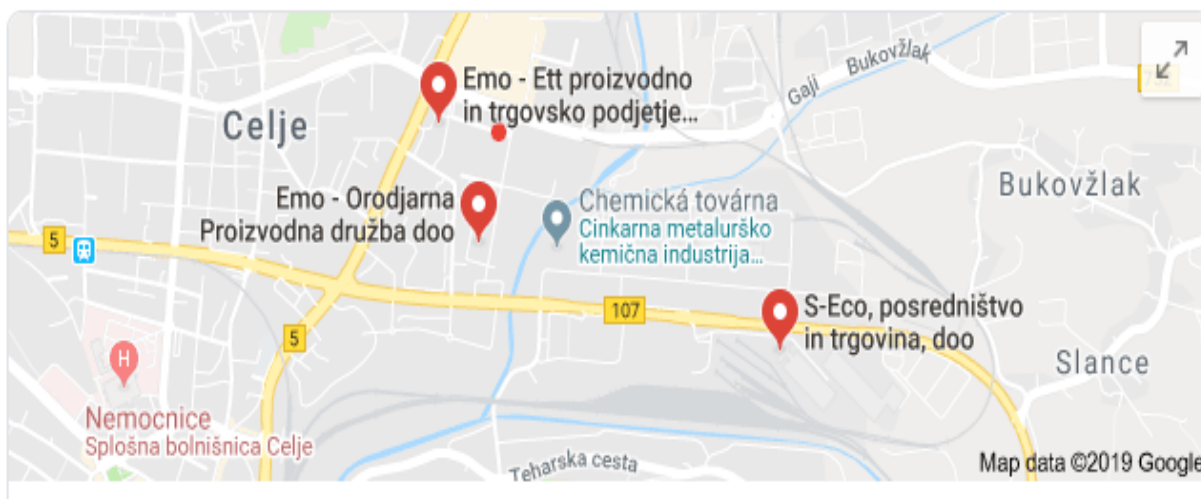 Emo - Ett proizvodno
in trgovsko podjetje...
Celje
Gaji
Bukovžlak
Emo - Orodjarna
Proizvodna družba doo
Chemická továrna
Cinkarna metalurško
kemična industrija...
Bukovžlak
5
107
S-Eco, posredništvo
in trgovina, doo
5
Slance
H
Nemocnice
Splošna bolnišnica Celje
Teharska cesta
Map data ©2019 Google